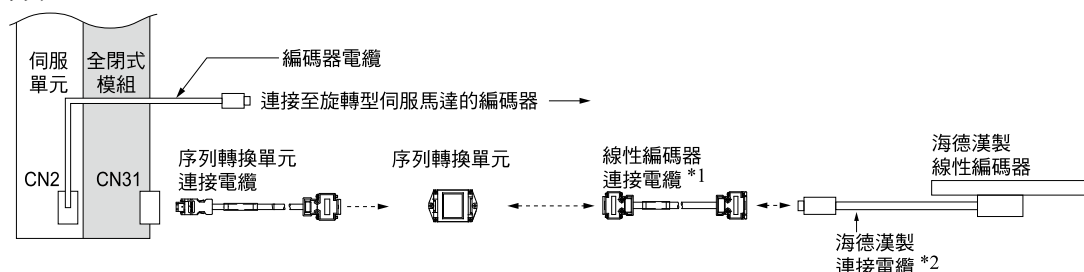 伺服
單元
全閉式
模組
編碼器電纜
連接至旋轉型伺服馬達的編碼器
CN2
CN31
序列轉換單元
連接電纜
序列轉換單元
線性編碼器
連接電纜 *1
海德漢製
線性編碼器
海德漢製
連接電纜 *2